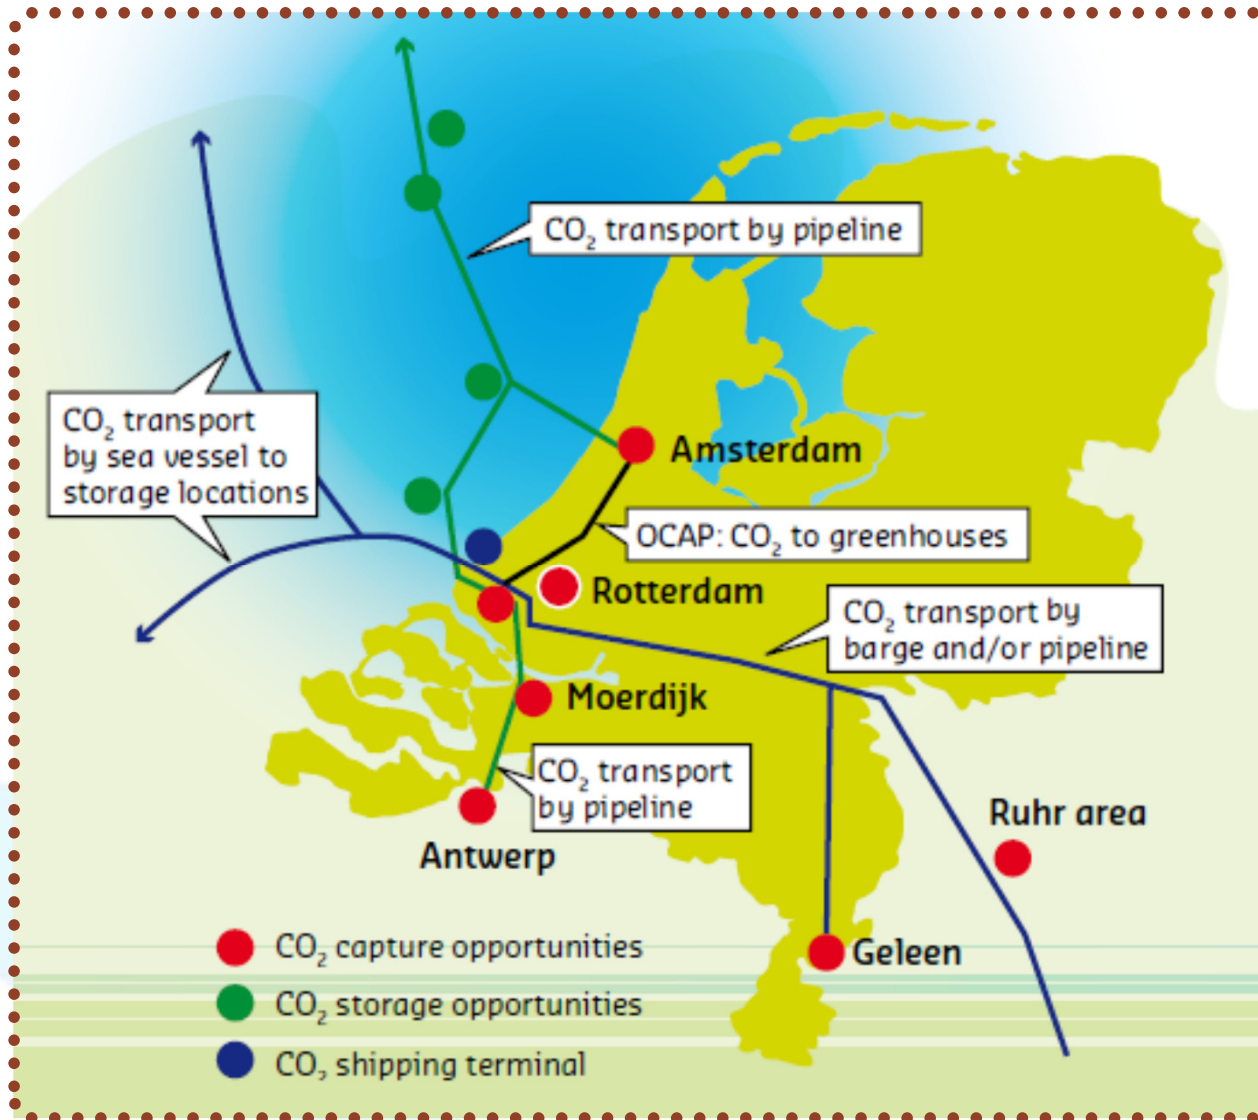 CO₂ transport by pipeline
CO₂ transport
by sea vessel to
storage locations
Amsterdam
OCAP: CO₂ to greenhouses
Rotterdam
CO₂ transport by
barge and/or pipeline
Moerdijk
CO₂ transport
by pipeline
Ruhr area
Antwerp
Geleen
CO₂ capture opportunities
CO₂ storage opportunities
CO₂ shipping terminal